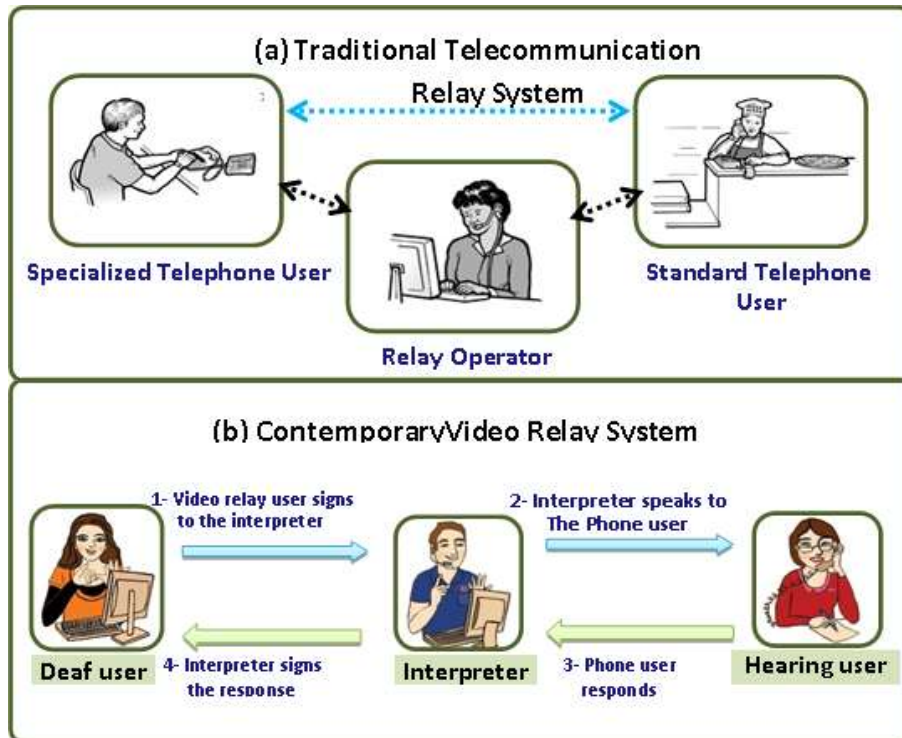 (a) Traditional Telecommunication
Relay System
Specialized Telephone User
Standard Telephone
User
Relay Operator
(b) ContemporaryVideo Relay System
1- Video relay user signs
to the interpreter
2- Interpreter speaks to
The Phone user
Deaf user
4- Interpreter signs
the response
Interpreter
3- Phone user
responds
Hearing user